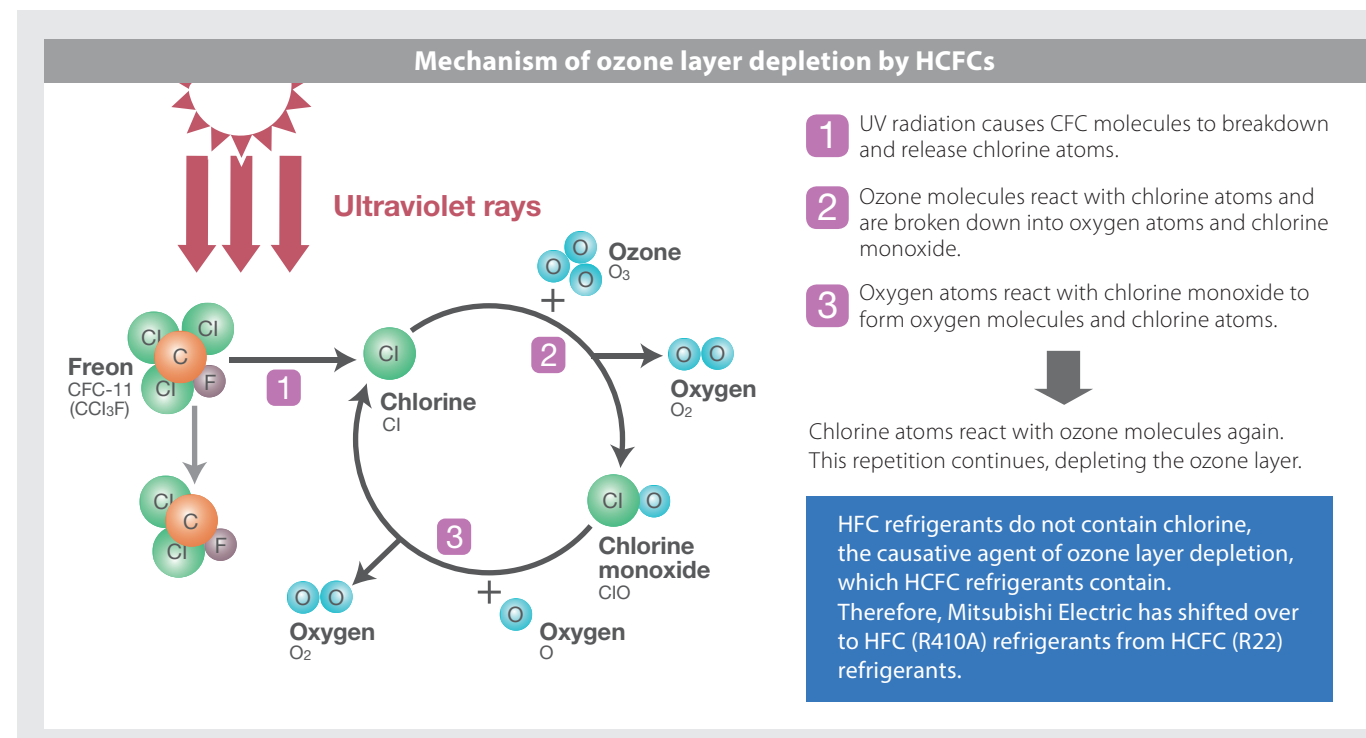 Mechanism of ozone layer depletion by HCFCs
Ultraviolet rays
Cl
Cl
C
Cl
F
Freon
CFC-11
(CCl3F)
1
Cl
Chlorine
Cl
O
O
O
Ozone
O3
+
2
O
O
Oxygen
O2
Cl
O
Chlorine
monoxide
ClO
3
+
O
Oxygen
O
O
O
Oxygen
O2
Cl
C
Cl
F
1
UV radiation causes CFC molecules to breakdown
and release chlorine atoms.
2
Ozone molecules react with chlorine atoms and
are broken down into oxygen atoms and chlorine
monoxide.
3
Oxygen atoms react with chlorine monoxide to
form oxygen molecules and chlorine atoms.
Chlorine atoms react with ozone molecules again.
This repetition continues, depleting the ozone layer.
HFC refrigerants do not contain chlorine,
the causative agent of ozone layer depletion,
which HCFC refrigerants contain.
Therefore, Mitsubishi Electric has shifted over
to HFC (R410A) refrigerants from HCFC (R22)
refrigerants.